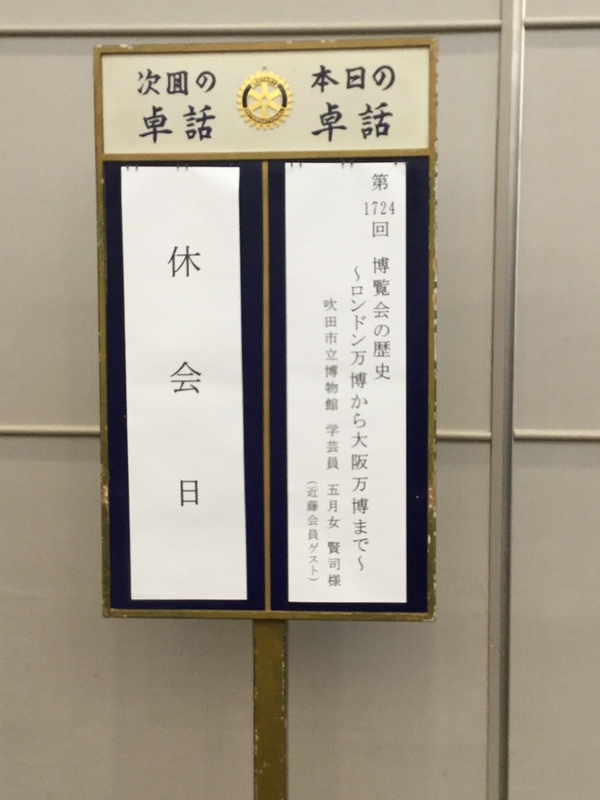 本日の
卓話
第1724回 博覧会の歴史
～ロンドン万博から大阪万博まで～
吹田市立博物館 学芸員 五月女 賢司様
（近藤会員ゲスト）
次回の
卓話
休会日